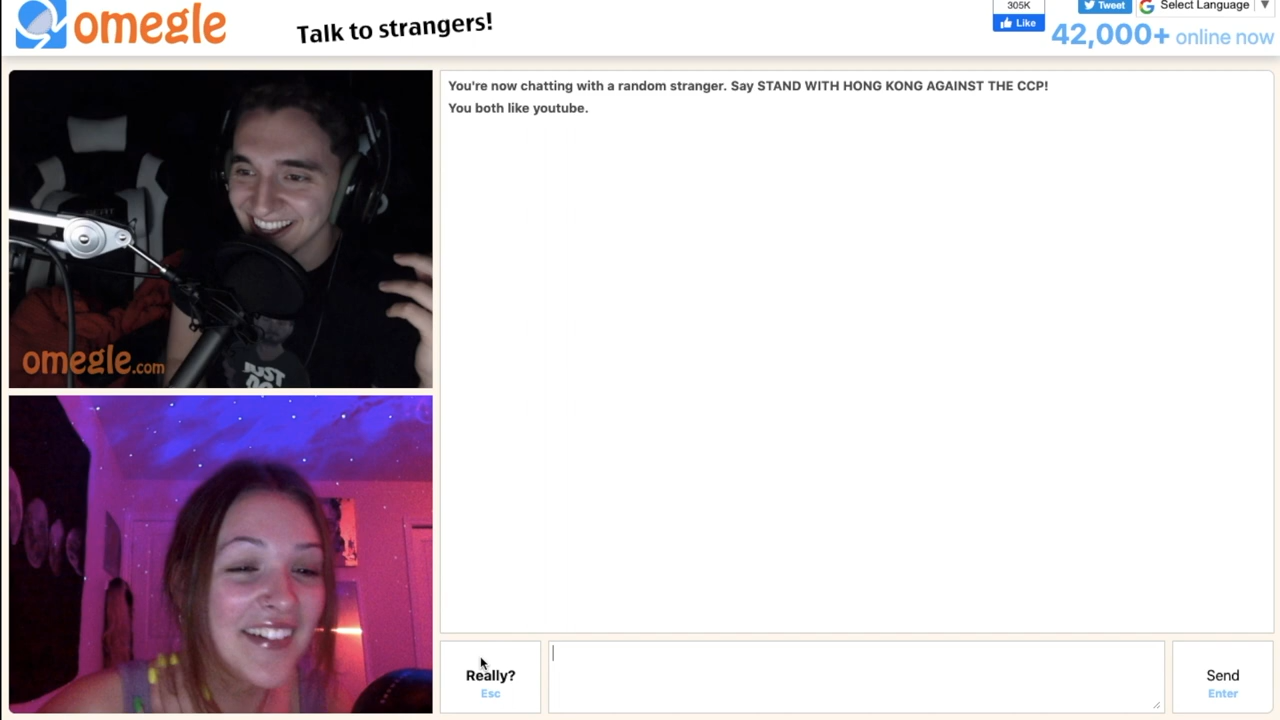 omegle
Talk to strangers!
305K
Like
Tweet
Select Language
42,000+ online now
You're now chatting with a random stranger. Say STAND WITH HONG KONG AGAINST THE CCP!
You both like youtube.
omegle.com
JUST
Really?
Esc
Send
Enter